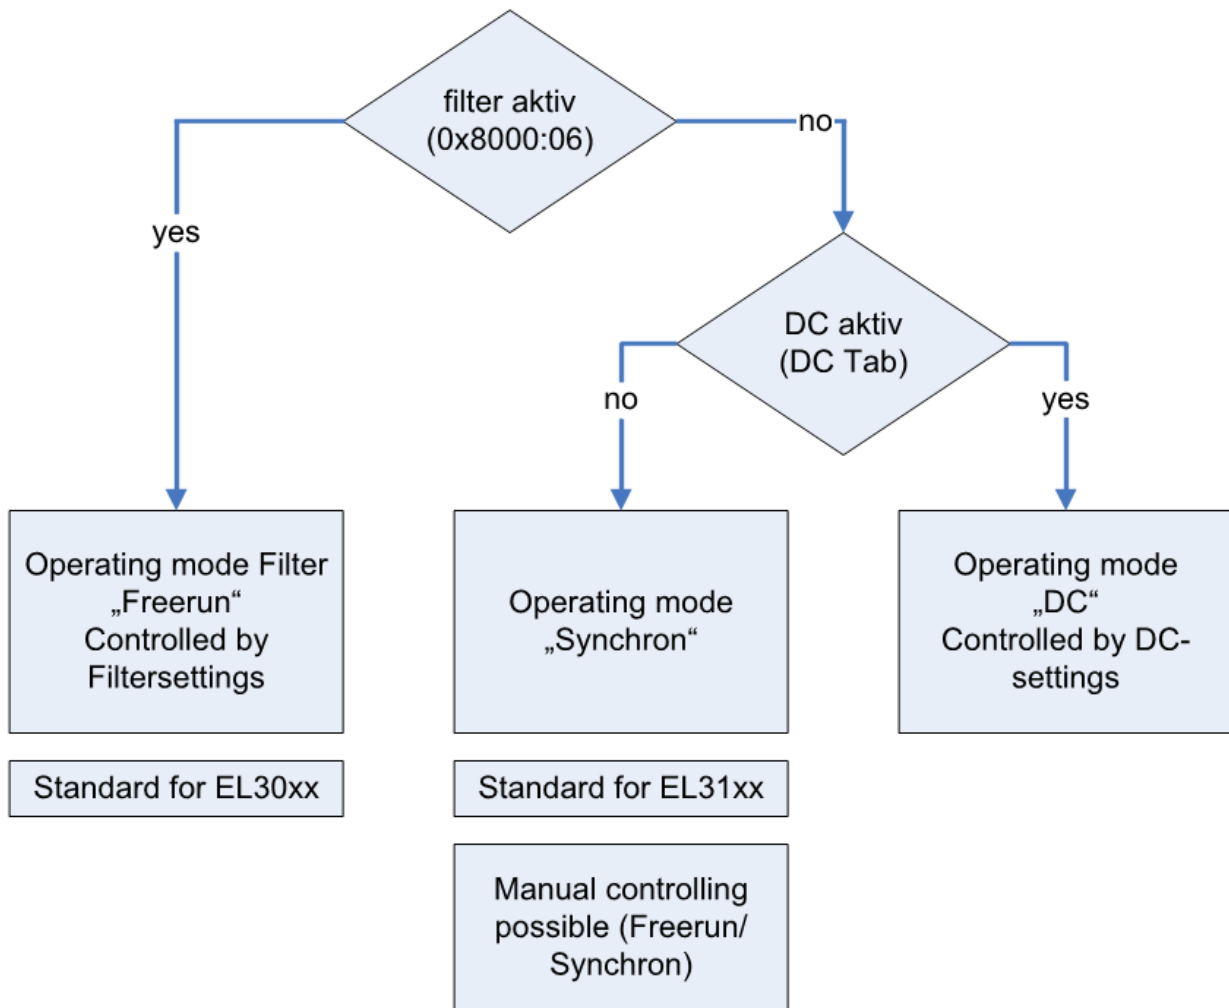 filter aktiv
(0x8000:06)
no
yes
DC aktiv
(DC Tab)
no
yes
Operating mode Filter
„Freerun“
Controlled by
Filtersettings
Operating mode
„Synchron“
Operating mode
„DC“
Controlled by DC-
settings
Standard for EL30xx
Standard for EL31xx
Manual controlling
possible (Freerun/
Synchron)